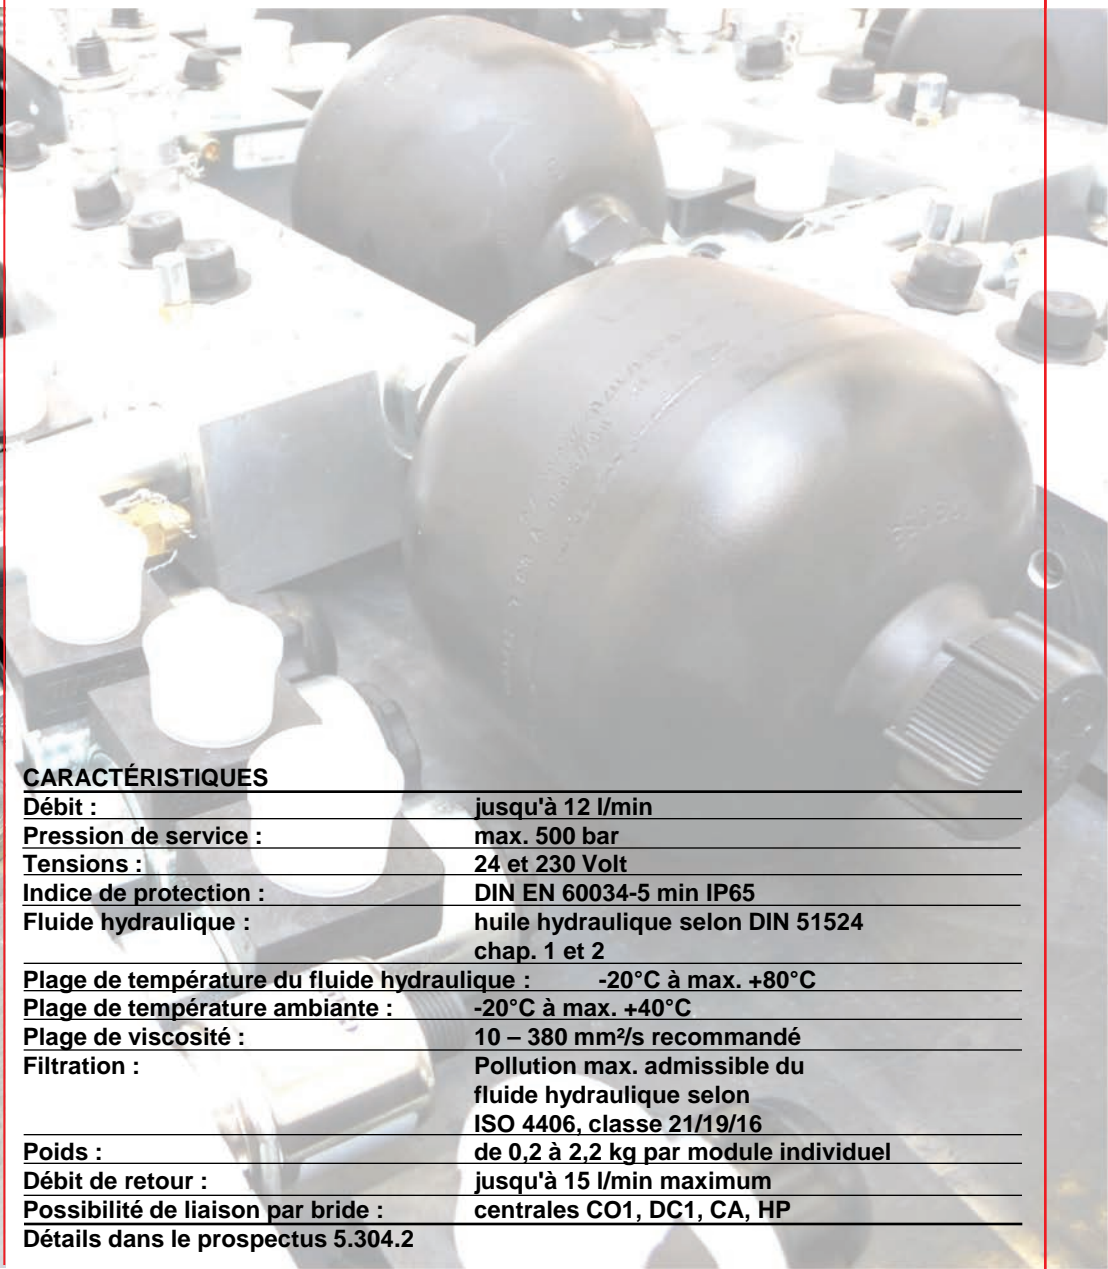 CARACTÉRISTIQUES
Débit : jusqu'à 12 l/min
Pression de service : max. 500 bar
Tensions : 24 et 230 Volt
Indice de protection : DIN EN 60034-5 min IP65
Fluide hydraulique : huile hydraulique selon DIN 51524
chap. 1 et 2
Plage de température du fluide hydraulique : -20°C à max. +80°C
Plage de température ambiante : -20°C à max. +40°C
Plage de viscosité : 10 – 380 mm²/s recommandé
Filtration : Pollution max. admissible du
fluide hydraulique selon
ISO 4406, classe 21/19/16
Poids : de 0,2 à 2,2 kg par module individuel
Débit de retour : jusqu'à 15 l/min maximum
Possibilité de liaison par bride : centrales CO1, DC1, CA, HP
Détails dans le prospectus 5.304.2